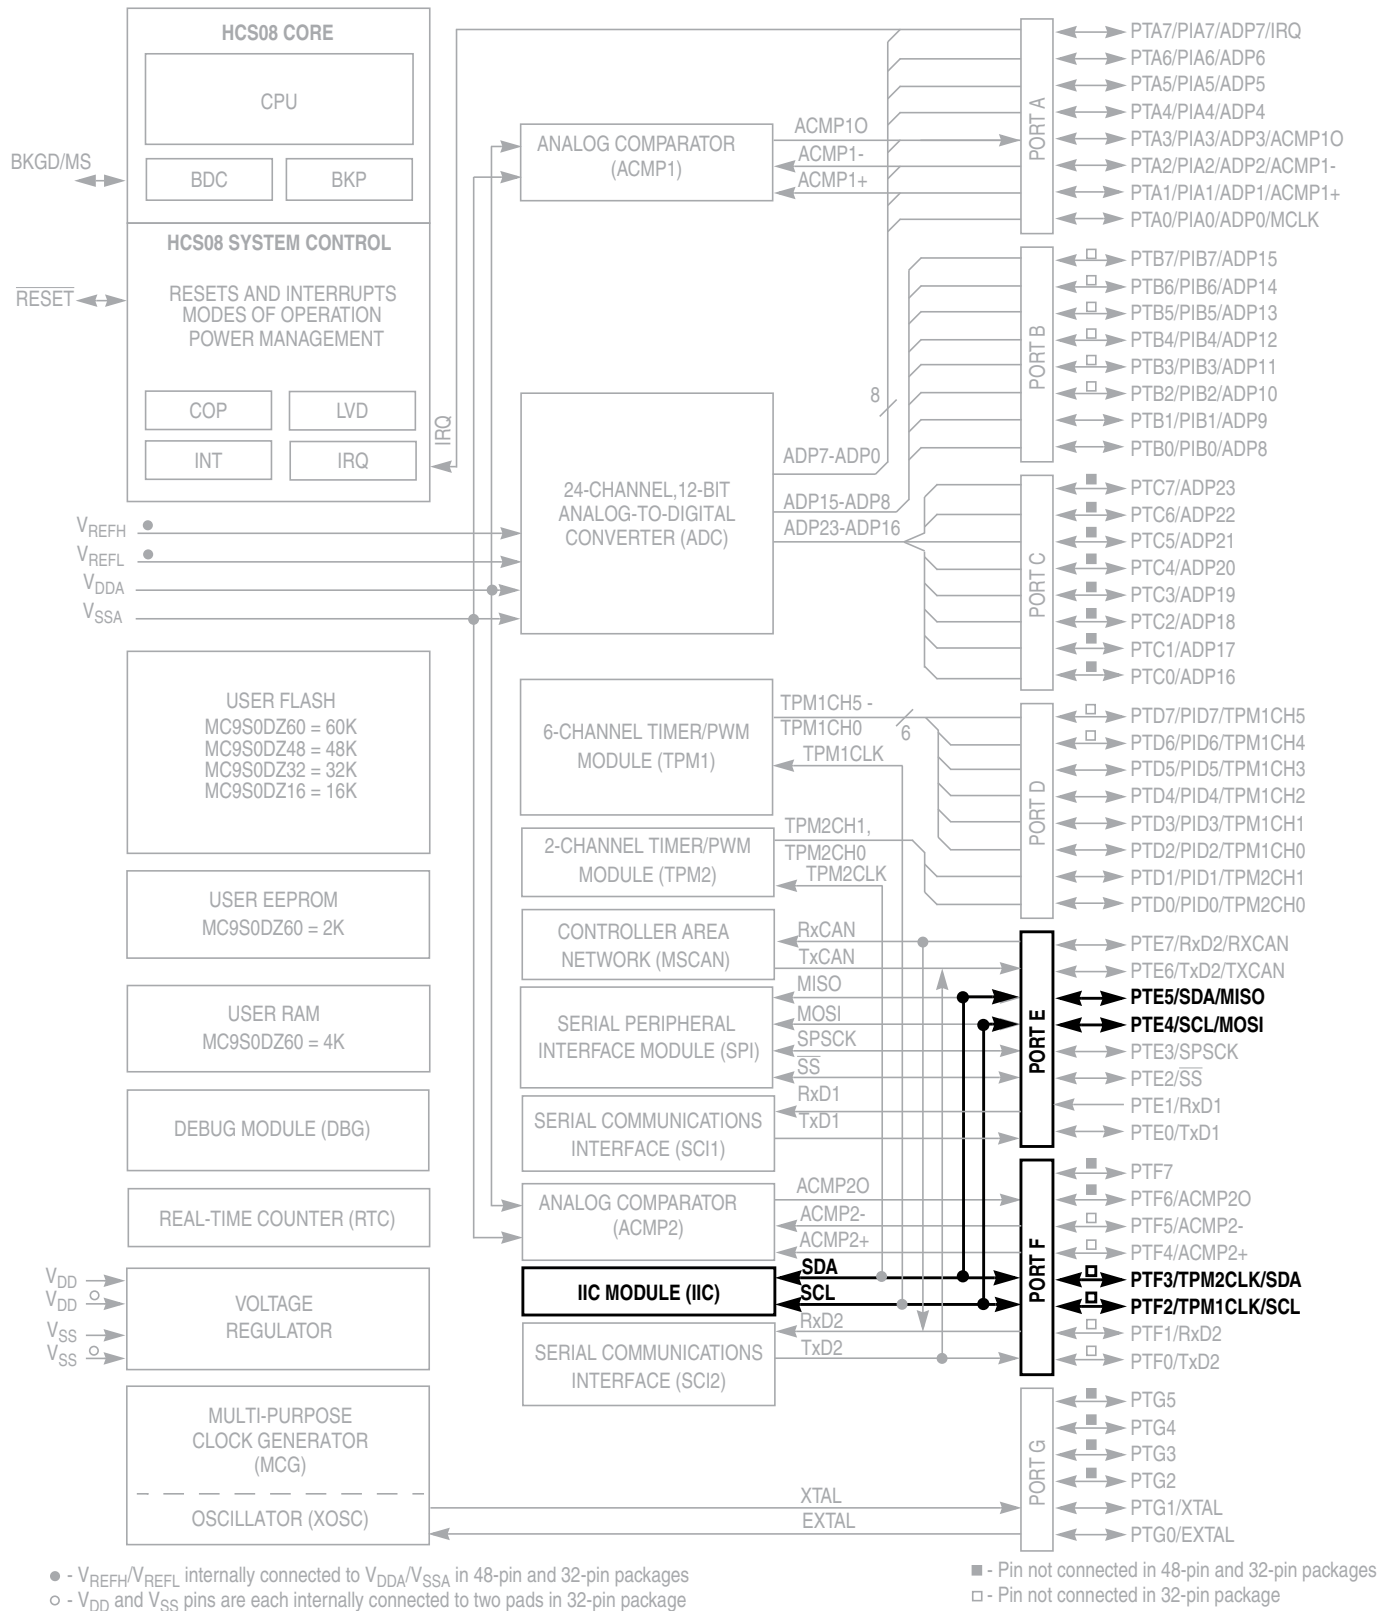 HCS08 CORE
CPU
BDC
BKP
BKGD/MS
HCS08 SYSTEM CONTROL
RESETS AND INTERRUPTS
MODES OF OPERATION
POWER MANAGEMENT
RESET
COP
LVD
INT
IRQ
IRQ
VREFH
VREFL
VDDA
VSSA
USER FLASH
MC9S0DZ60 = 60K
MC9S0DZ48 = 48K
MC9S0DZ32 = 32K
MC9S0DZ16 = 16K
USER EEPROM
MC9S0DZ60 = 2K
USER RAM
MC9S0DZ60 = 4K
DEBUG MODULE (DBG)
REAL-TIME COUNTER (RTC)
VDD
VDD
VSS
VSS
VOLTAGE
REGULATOR
MULTI-PURPOSE
CLOCK GENERATOR
(MCG)
OSCILLATOR (XOSC)
ANALOG COMPARATOR
(ACMP1)
ACMP1O
ACMP1-
ACMP1+
24-CHANNEL,12-BIT
ANALOG-TO-DIGITAL
CONVERTER (ADC)
8
ADP7-ADP0
ADP15-ADP8
ADP23-ADP16
6-CHANNEL TIMER/PWM
MODULE (TPM1)
TPM1CH5 -
TPM1CH0
6
TPM1CLK
2-CHANNEL TIMER/PWM
MODULE (TPM2)
TPM2CH1,
TPM2CH0
TPM2CLK
CONTROLLER AREA
NETWORK (MSCAN)
RxCAN
TxCAN
SERIAL PERIPHERAL
INTERFACE MODULE (SPI)
MISO
MOSI
SPSCK
SS
SERIAL COMMUNICATIONS
INTERFACE (SCI1)
RxD1
TxD1
ANALOG COMPARATOR
(ACMP2)
ACMP2O
ACMP2-
ACMP2+
IIC MODULE (IIC)
SDA
SCL
SERIAL COMMUNICATIONS
INTERFACE (SCI2)
RxD2
TxD2
XTAL
EXTAL
PORT A
PTA7/PIA7/ADP7/IRQ
PTA6/PIA6/ADP6
PTA5/PIA5/ADP5
PTA4/PIA4/ADP4
PTA3/PIA3/ADP3/ACMP1O
PTA2/PIA2/ADP2/ACMP1-
PTA1/PIA1/ADP1/ACMP1+
PTA0/PIA0/ADP0/MCLK
PORT B
PTB7/PIB7/ADP15
PTB6/PIB6/ADP14
PTB5/PIB5/ADP13
PTB4/PIB4/ADP12
PTB3/PIB3/ADP11
PTB2/PIB2/ADP10
PTB1/PIB1/ADP9
PTB0/PIB0/ADP8
PORT C
PTC7/ADP23
PTC6/ADP22
PTC5/ADP21
PTC4/ADP20
PTC3/ADP19
PTC2/ADP18
PTC1/ADP17
PTC0/ADP16
PORT D
PTD7/PID7/TPM1CH5
PTD6/PID6/TPM1CH4
PTD5/PID5/TPM1CH3
PTD4/PID4/TPM1CH2
PTD3/PID3/TPM1CH1
PTD2/PID2/TPM1CH0
PTD1/PID1/TPM2CH1
PTD0/PID0/TPM2CH0
PORT E
PTE7/RxD2/RXCAN
PTE6/TxD2/TXCAN
PTE5/SDA/MISO
PTE4/SCL/MOSI
PTE3/SPSCK
PTE2/SS
PTE1/RxD1
PTE0/TxD1
PORT F
PTF7
PTF6/ACMP2O
PTF5/ACMP2-
PTF4/ACMP2+
PTF3/TPM2CLK/SDA
PTF2/TPM1CLK/SCL
PTF1/RxD2
PTF0/TxD2
PORT G
PTG5
PTG4
PTG3
PTG2
PTG1/XTAL
PTG0/EXTAL
● - VREFH/VREFL internally connected to VDDA/VSSA in 48-pin and 32-pin packages
○ - VDD and VSS pins are each internally connected to two pads in 32-pin package
■ - Pin not connected in 48-pin and 32-pin packages
□ - Pin not connected in 32-pin package